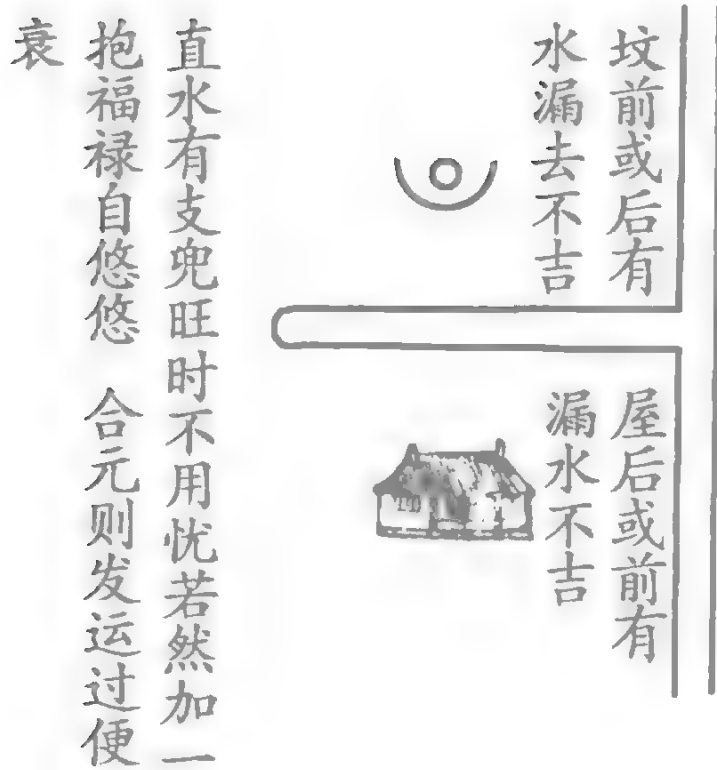 坟前或后有
水漏去不吉
屋后或前有
漏水不吉
直水有支兜旺时不用忧若然加一
抱福禄自悠悠 合元则发运过便
衰